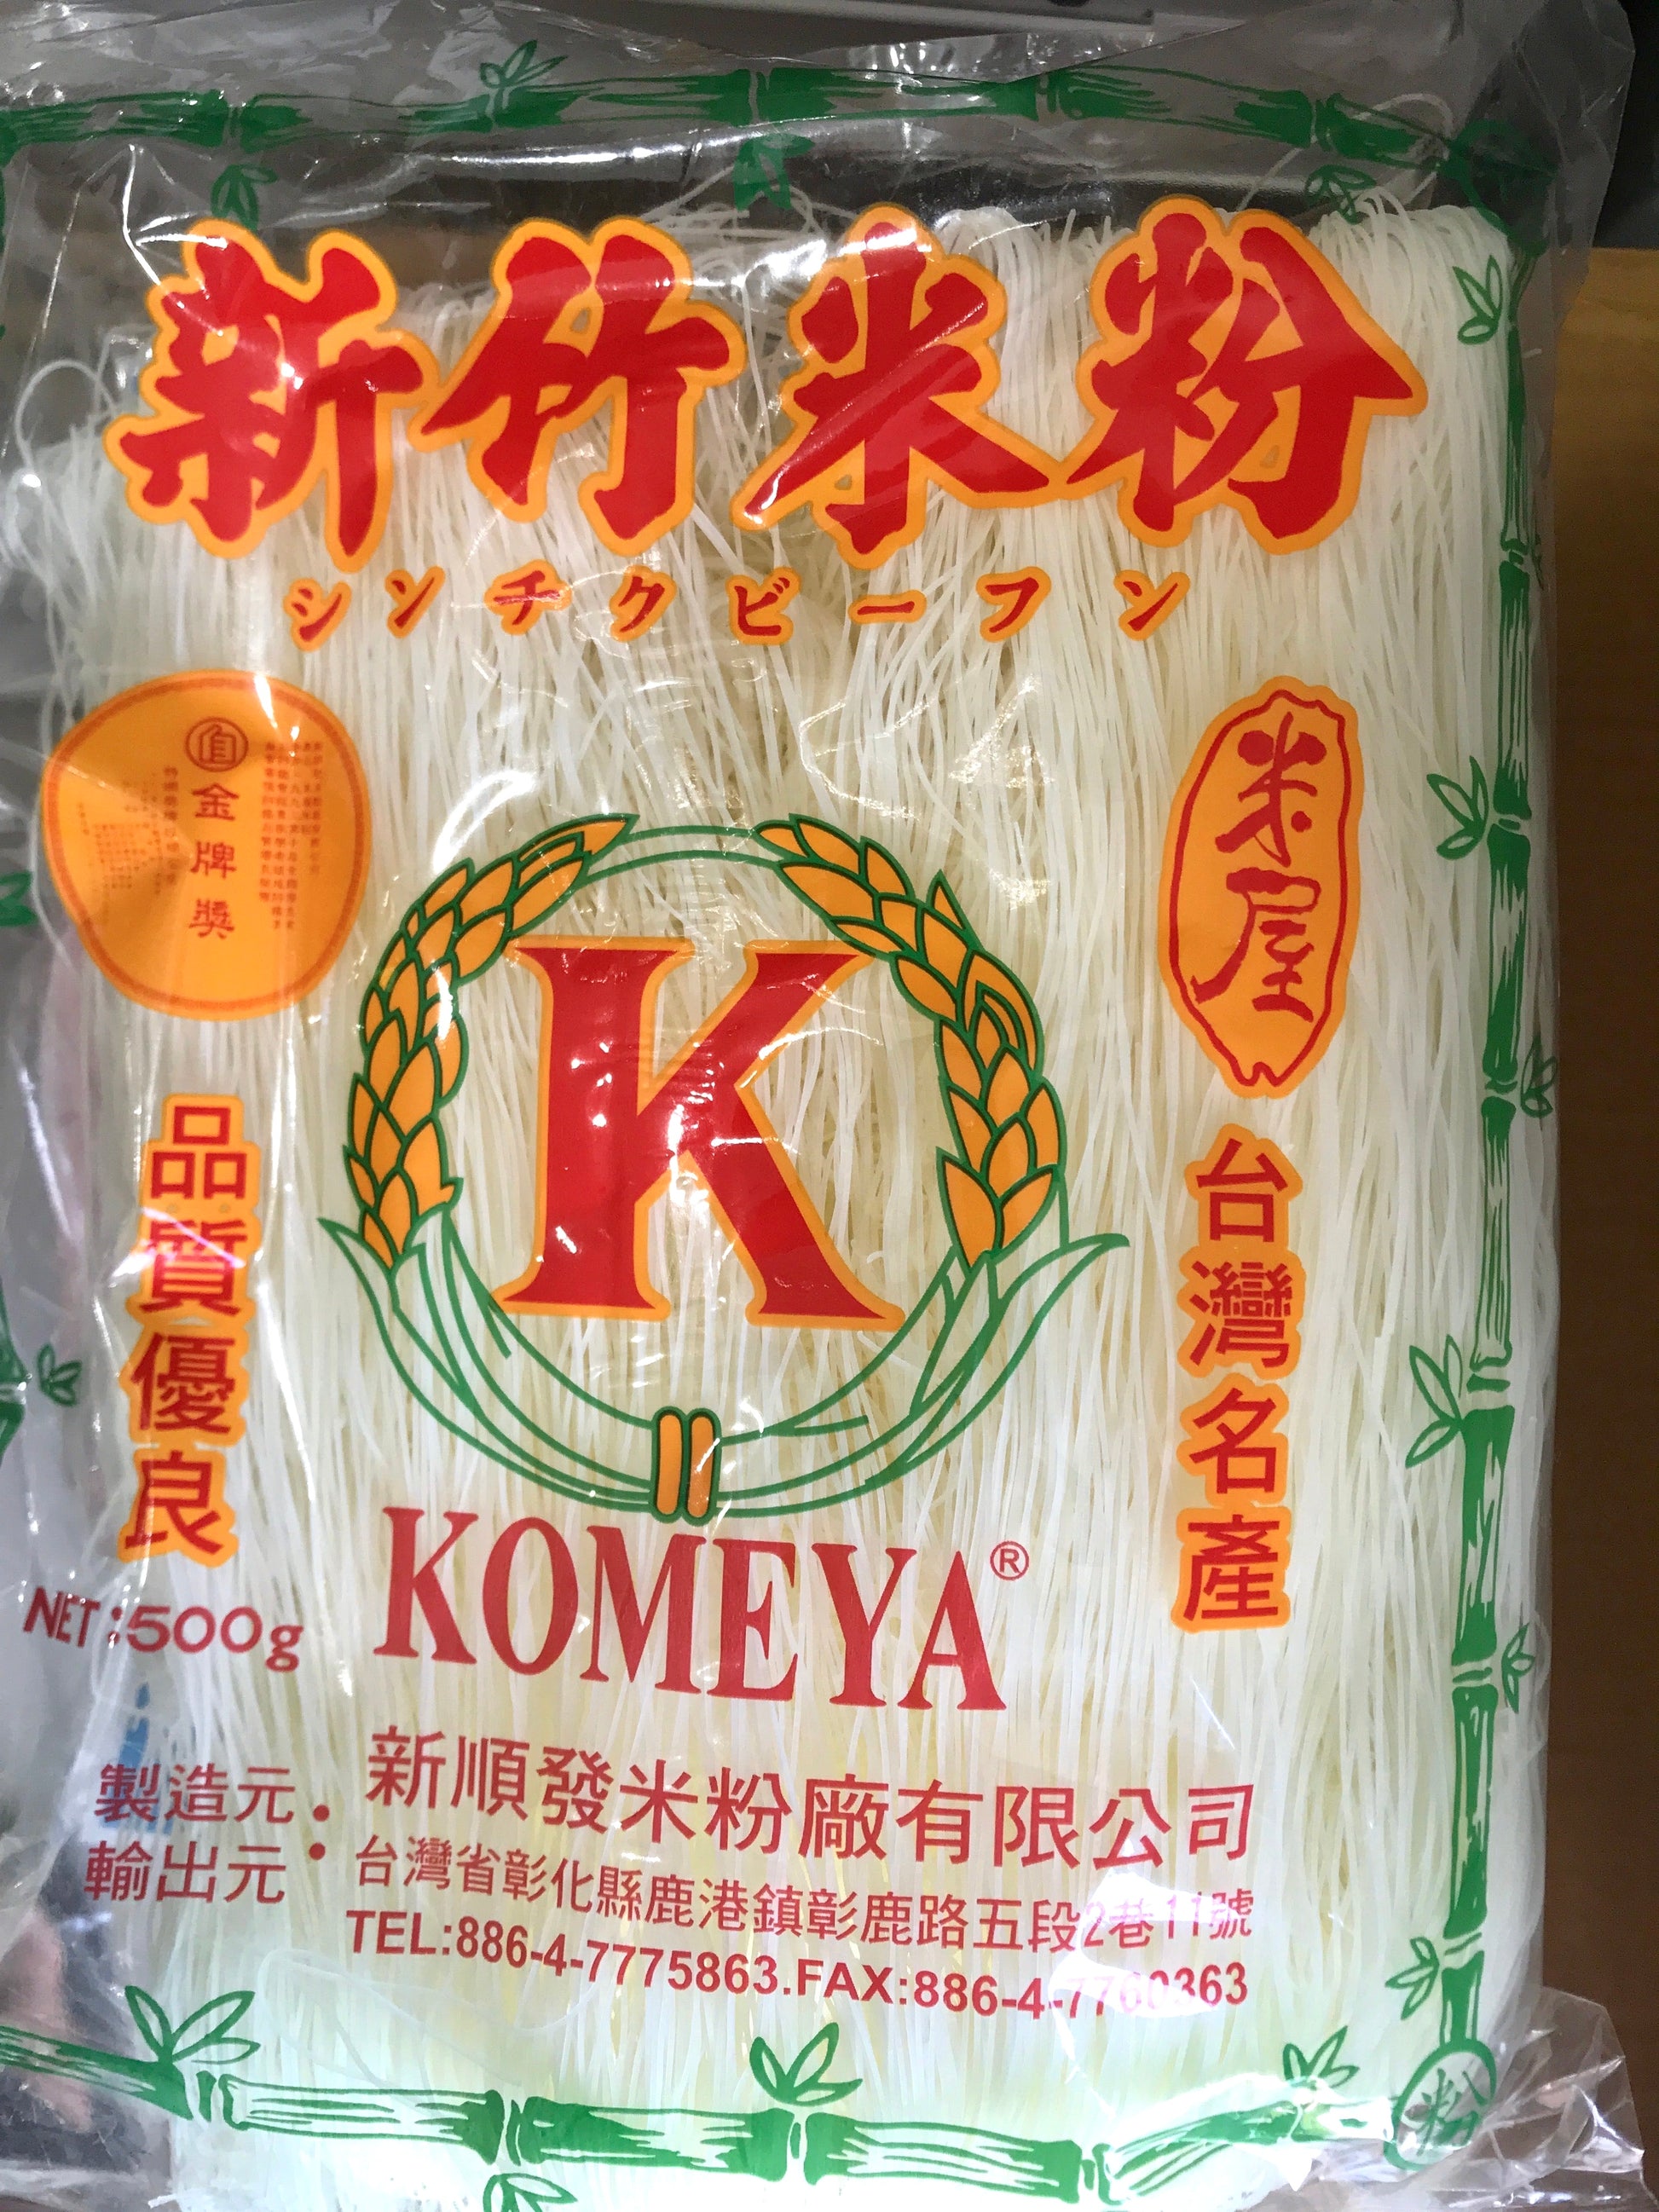 新竹米粉
シンチクビーフン
金牌獎
米屋
K
品質優良
台灣名產
KOMEYA®
NET:500g
製造元:新順發米粉廠有限公司
輸出元:台灣省彰化縣鹿港鎮彰鹿路五段2巷11號
TEL:886-4-7775863.FAX:886-4-7760363
粉